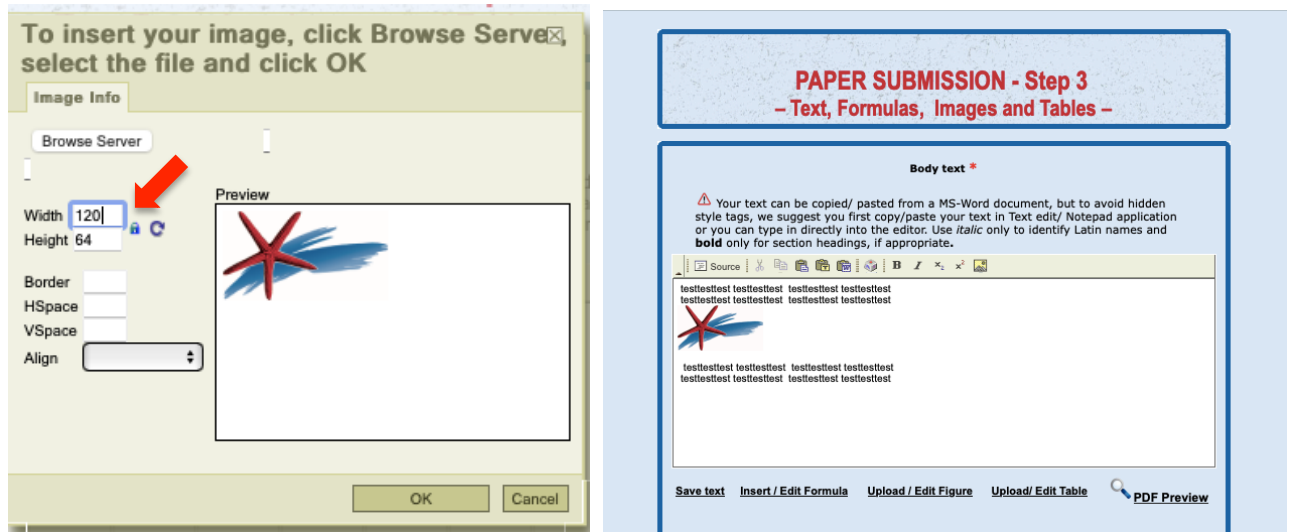 To insert your image, click Browse Server,
select the file and click OK
Image Info
Browse Server
Preview
Width 120
Height 64
Border
HSpace
VSpace
Align
OK Cancel
PAPER SUBMISSION - Step 3
– Text, Formulas, Images and Tables –
Body text *
Your text can be copied/ pasted from a MS-Word document, but to avoid hidden
style tags, we suggest you first copy/paste your text in Text edit/ Notepad application
or you can type in directly into the editor. Use italic only to identify Latin names and
bold only for section headings, if appropriate.
Source B I x₂ x²
testtesttest testtesttest testtesttest testtesttest
testtesttest testtesttest testtesttest testtesttest
testtesttest testtesttest testtesttest testtesttest
testtesttest testtesttest testtesttest testtesttest
Save text Insert / Edit Formula Upload / Edit Figure Upload/ Edit Table PDF Preview